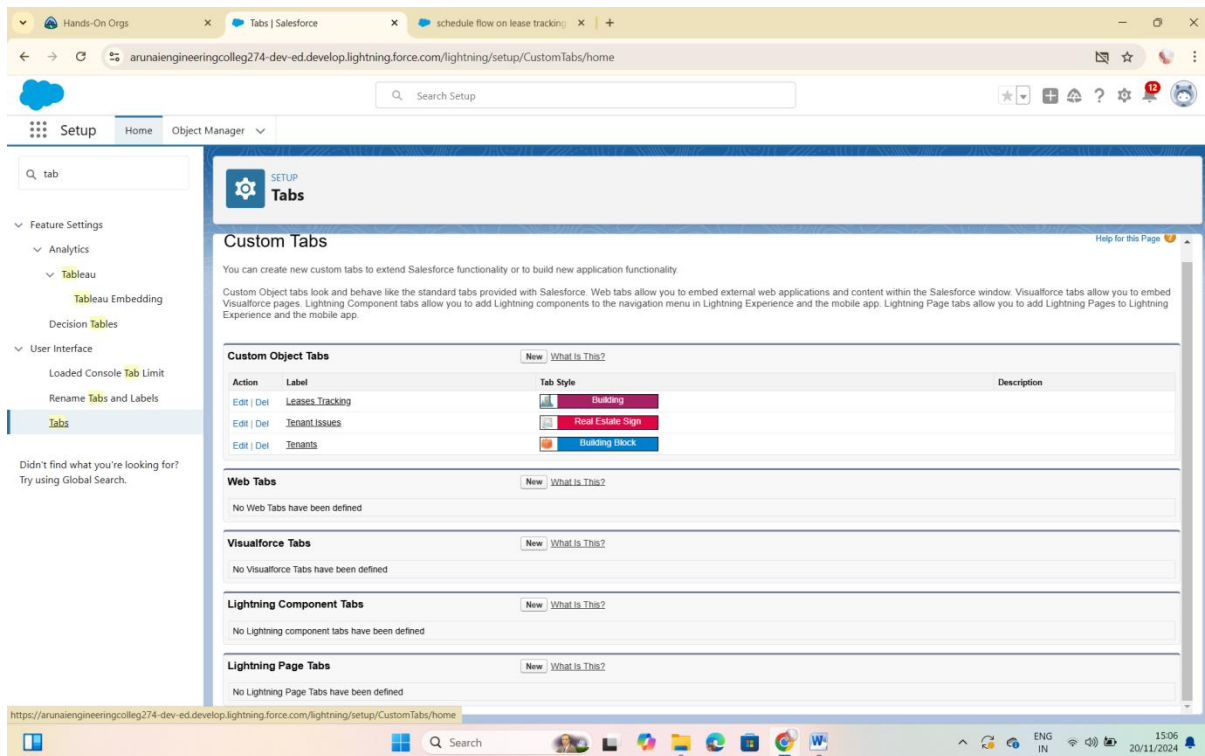 Hands-On Orgs
Tabs | Salesforce
schedule flow on lease tracking
arunaiengineeringcolleg274-dev-ed.develop.lightning.force.com/lightning/setup/CustomTabs/home
Search Setup
12
Setup
Home
Object Manager
tab
Feature Settings
Analytics
Tableau
Tableau Embedding
Decision Tables
User Interface
Loaded Console Tab Limit
Rename Tabs and Labels
Tabs
Didn't find what you're looking for?
Try using Global Search.
SETUP
Tabs
Custom Tabs
Help for this Page
You can create new custom tabs to extend Salesforce functionality or to build new application functionality.
Custom Object tabs look and behave like the standard tabs provided with Salesforce. Web tabs allow you to embed external web applications and content within the Salesforce window. Visualforce tabs allow you to embed
Visualforce pages. Lightning Component tabs allow you to add Lightning components to the navigation menu in Lightning Experience and the mobile app. Lightning Page tabs allow you to add Lightning Pages to Lightning
Experience and the mobile app.
Custom Object Tabs New What Is This?
Action Label Tab Style Description
Edit | Del Leases Tracking Building
Edit | Del Tenant Issues Real Estate Sign
Edit | Del Tenants Building Block
Web Tabs New What Is This?
No Web Tabs have been defined
Visualforce Tabs New What Is This?
No Visualforce Tabs have been defined
Lightning Component Tabs New What Is This?
No Lightning component tabs have been defined
Lightning Page Tabs New What Is This?
No Lightning Page Tabs have been defined
https://arunaiengineeringcolleg274-dev-ed.develop.lightning.force.com/lightning/setup/CustomTabs/home
Search
ENG
IN
15:06
20/11/2024